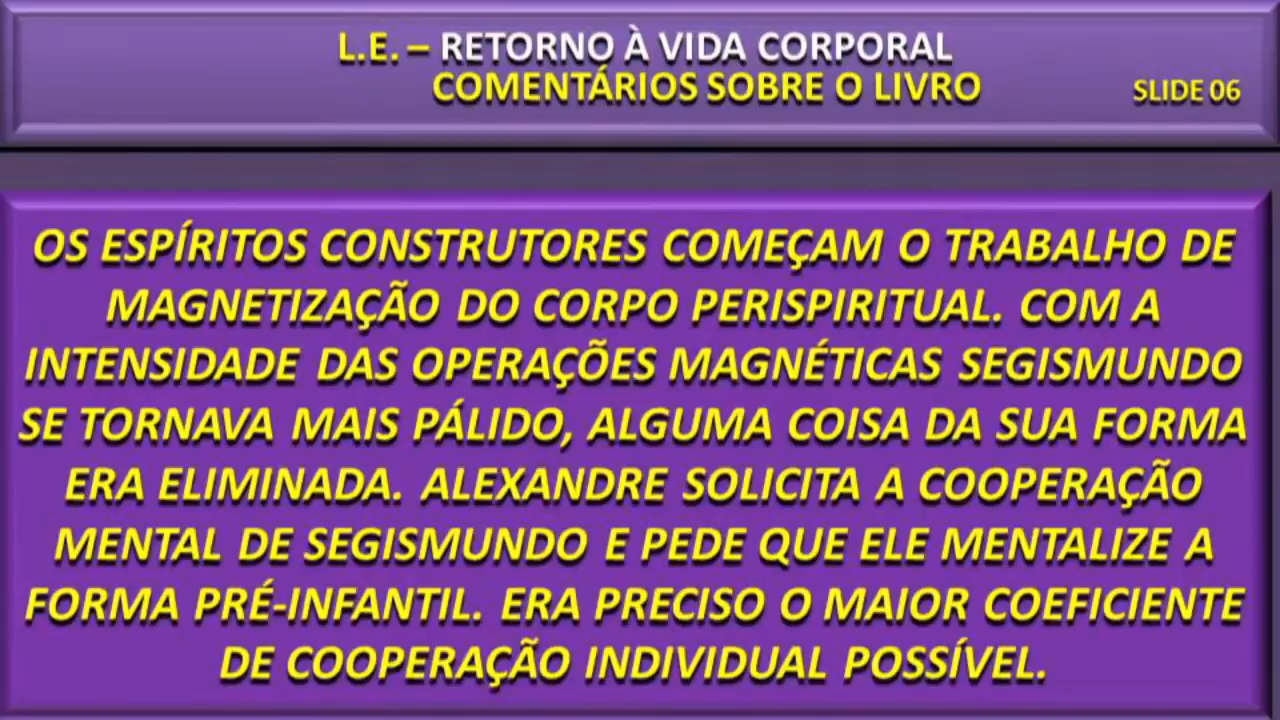 L.E. – RETORNO À VIDA CORPORAL
COMENTÁRIOS SOBRE O LIVRO
SLIDE 06
OS ESPÍRITOS CONSTRUTORES COMEÇAM O TRABALHO DE
MAGNETIZAÇÃO DO CORPO PERISPIRITUAL. COM A
INTENSIDADE DAS OPERAÇÕES MAGNÉTICAS SEGISMUNDO
SE TORNAVA MAIS PÁLIDO, ALGUMA COISA DA SUA FORMA
ERA ELIMINADA. ALEXANDRE SOLICITA A COOPERAÇÃO
MENTAL DE SEGISMUNDO E PEDE QUE ELE MENTALIZE A
FORMA PRÉ-INFANTIL. ERA PRECISO O MAIOR COEFICIENTE
DE COOPERAÇÃO INDIVIDUAL POSSÍVEL.